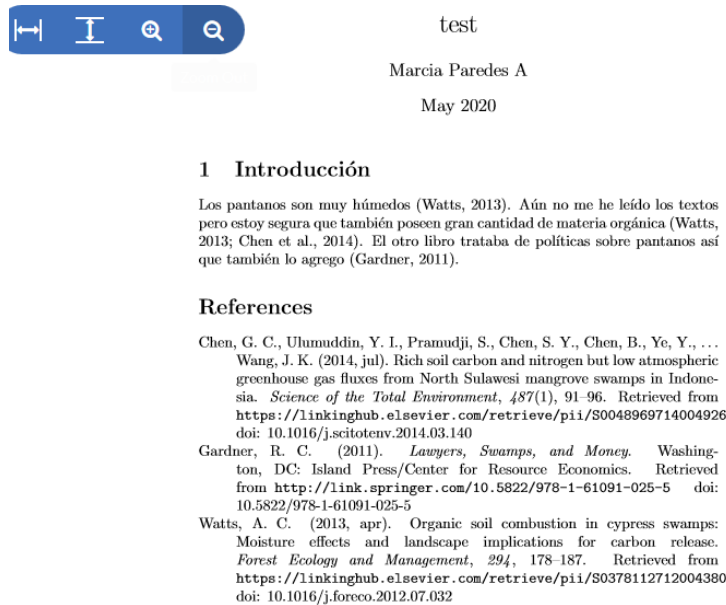 test
Marcia Paredes A
May 2020
1 Introducción
Los pantanos son muy húmedos (Watts, 2013). Aún no me he leído los textos
pero estoy segura que también poseen gran cantidad de materia orgánica (Watts,
2013; Chen et al., 2014). El otro libro trataba de políticas sobre pantanos así
que también lo agrego (Gardner, 2011).
References
Chen, G. C., Ulumuddin, Y. I., Pramudji, S., Chen, S. Y., Chen, B., Ye, Y., ...
Wang, J. K. (2014, jul). Rich soil carbon and nitrogen but low atmospheric
greenhouse gas fluxes from North Sulawesi mangrove swamps in Indone-
sia. Science of the Total Environment, 487(1), 91–96. Retrieved from
https://linkinghub.elsevier.com/retrieve/pii/S0048969714004926
doi: 10.1016/j.scitotenv.2014.03.140
Gardner, R. C. (2011). Lawyers, Swamps, and Money. Washing-
ton, DC: Island Press/Center for Resource Economics. Retrieved
from http://link.springer.com/10.5822/978-1-61091-025-5 doi:
10.5822/978-1-61091-025-5
Watts, A. C. (2013, apr). Organic soil combustion in cypress swamps:
Moisture effects and landscape implications for carbon release.
Forest Ecology and Management, 294, 178–187. Retrieved from
https://linkinghub.elsevier.com/retrieve/pii/S0378112712004380
doi: 10.1016/j.foreco.2012.07.032